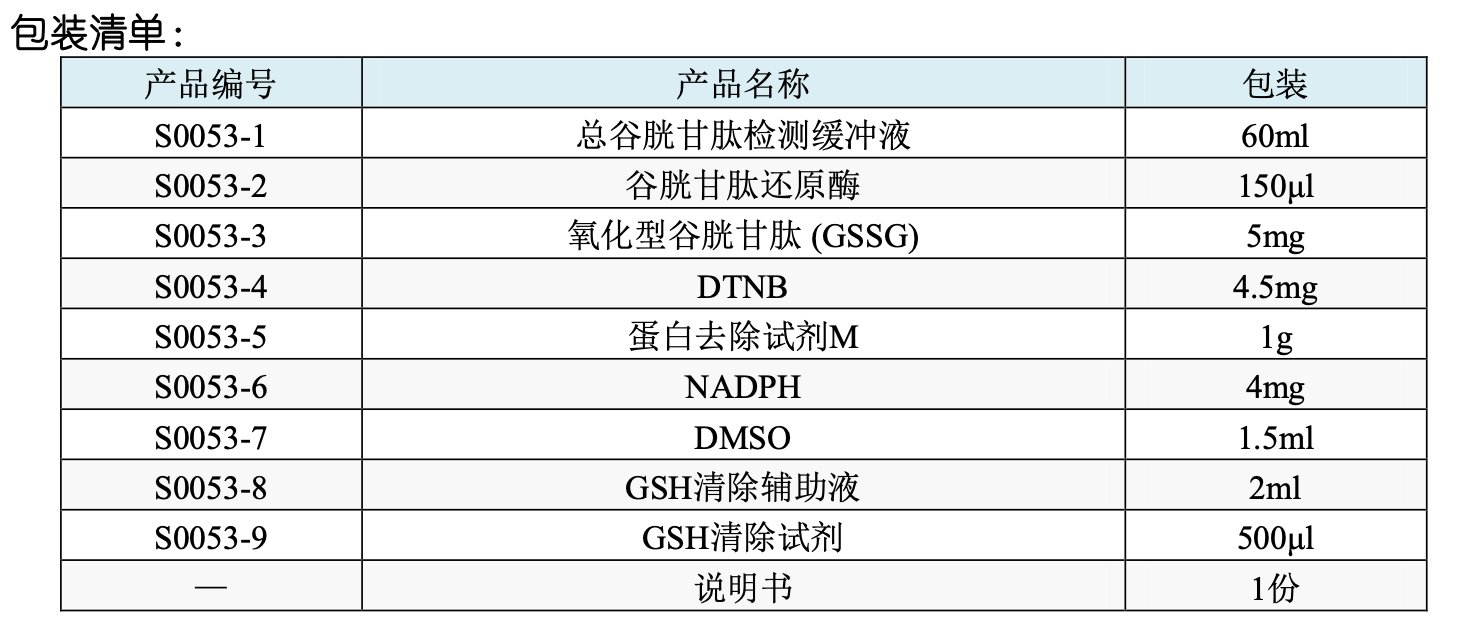 包装清单:
产品编号 产品名称 包装
S0053-1 总谷胱甘肽检测缓冲液 60ml
S0053-2 谷胱甘肽还原酶 150μl
S0053-3 氧化型谷胱甘肽 (GSSG) 5mg
S0053-4 DTNB 4.5mg
S0053-5 蛋白去除试剂M 1g
S0053-6 NADPH 4mg
S0053-7 DMSO 1.5ml
S0053-8 GSH清除辅助液 2ml
S0053-9 GSH清除试剂 500μl
— 说明书 1份